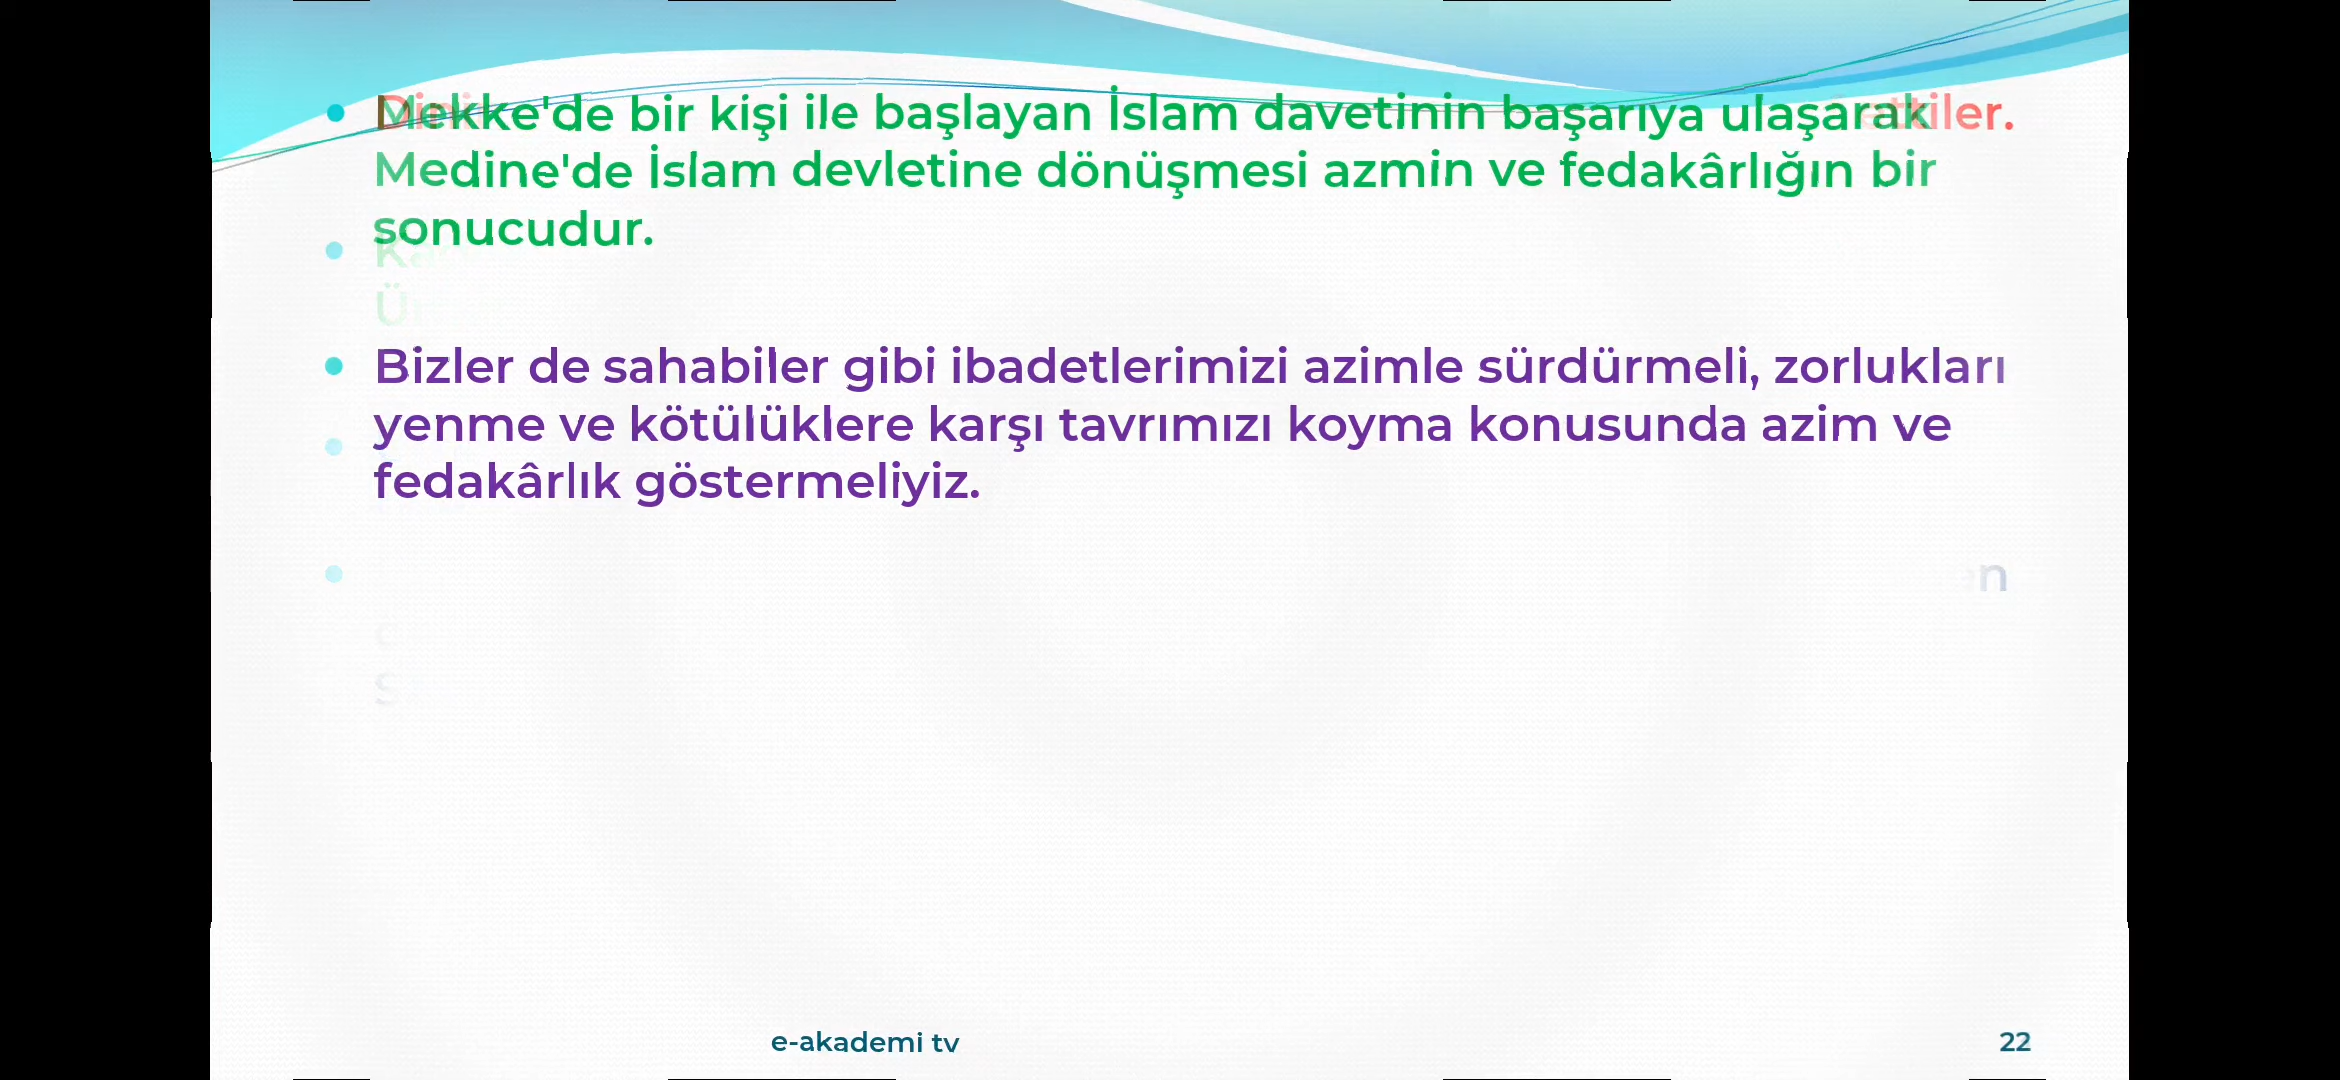 Mekke'de bir kişi ile başlayan İslam davetinin başarıya ulaşarak
Medine'de İslam devletine dönüşmesi azmin ve fedakârlığın bir
sonucudur.
Bizler de sahabiler gibi ibadetlerimizi azimle sürdürmeli, zorlukları
yenme ve kötülüklere karşı tavrımızı koyma konusunda azim ve
fedakârlık göstermeliyiz.
e-akademi tv
22